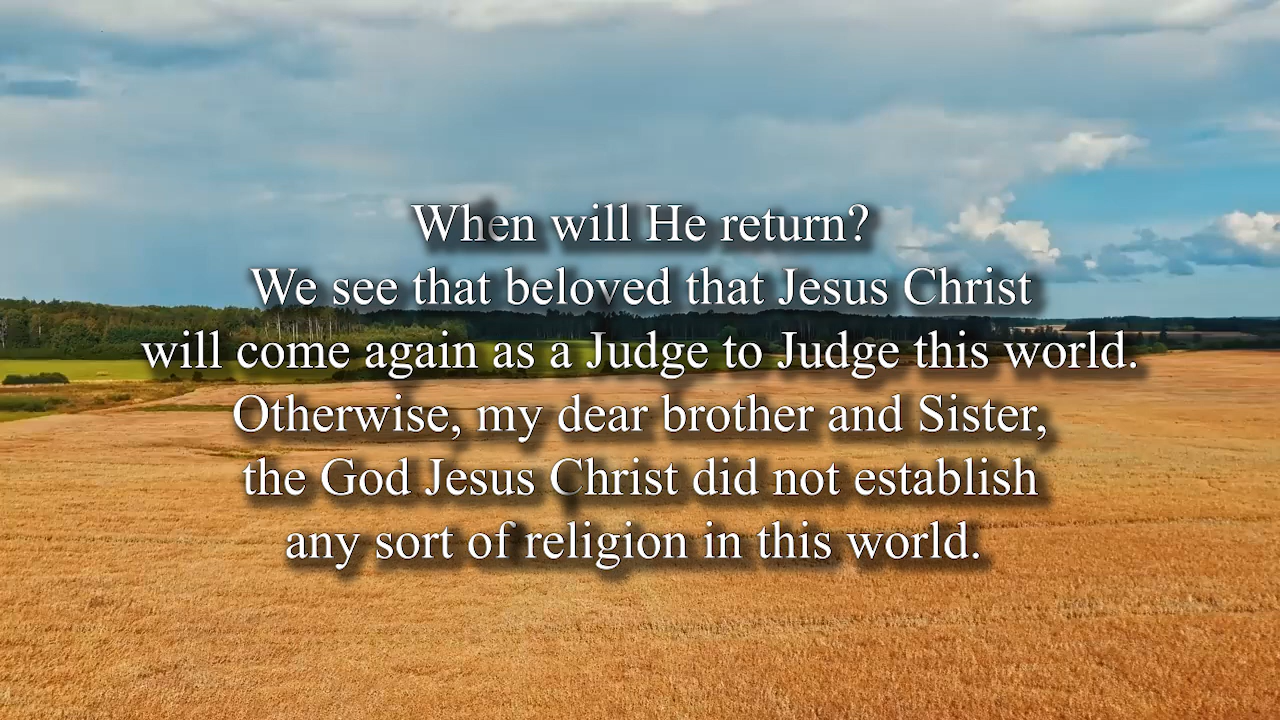 When will He return?
We see that beloved that Jesus Christ
will come again as a Judge to Judge this world.
Otherwise, my dear brother and Sister,
the God Jesus Christ did not establish
any sort of religion in this world.